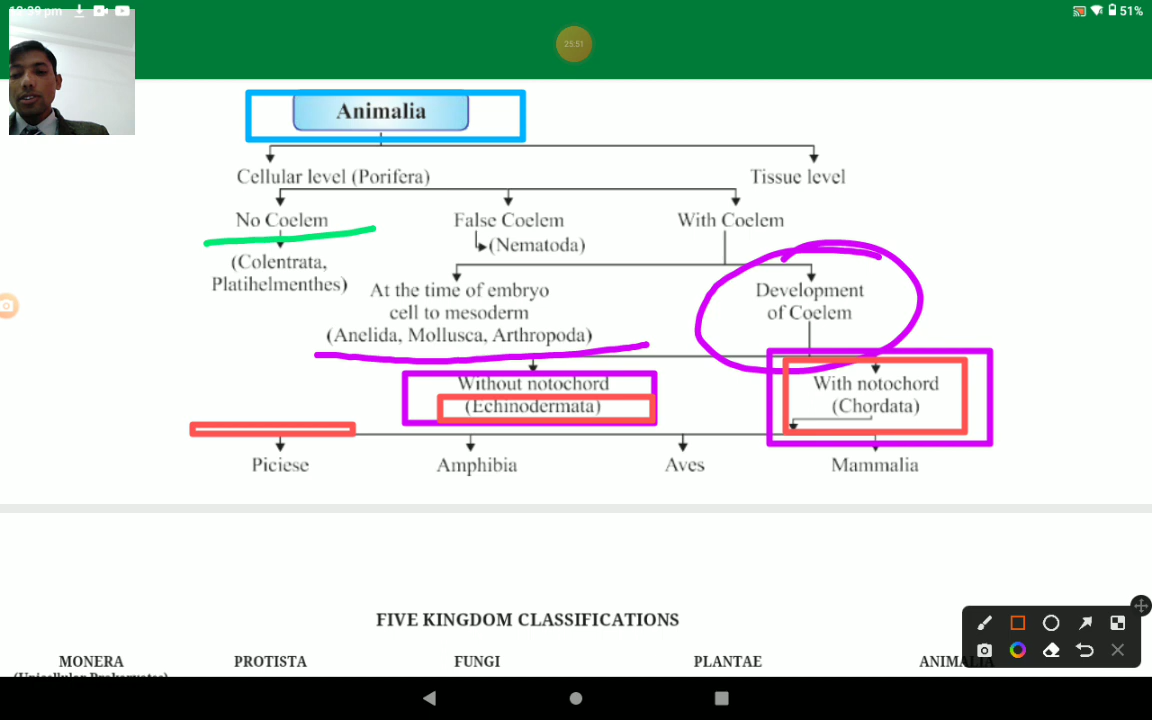 51%
25.51
Animalia
Cellular level (Porifera)
Tissue level
No Coelem
False Coelem
With Coelem
(Nematoda)
(Colentrata,
Platihelmenthes)
At the time of embryo
cell to mesoderm
(Anelida, Mollusca, Arthropoda)
Development
of Coelem
Without notochord
(Echinodermata)
With notochord
(Chordata)
Piciese
Amphibia
Aves
Mammalia
FIVE KINGDOM CLASSIFICATIONS
MONERA
PROTISTA
FUNGI
PLANTAE
ANIMALIA
(Unicellular Prokaryotes)